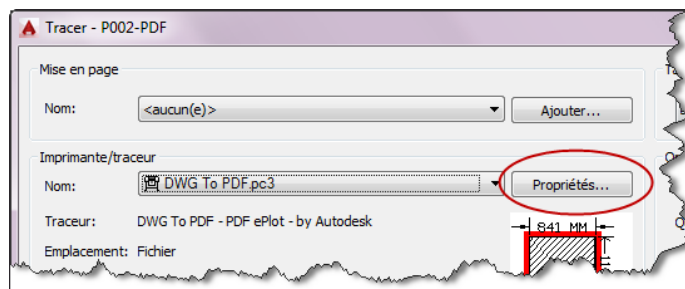 Tracer - P002-PDF
Mise en page
Nom: <aucun(e)> Ajouter...
Imprimante/traceur
Nom: DWG To PDF.pc3 Propriétés...
Traceur: DWG To PDF - PDF ePlot - by Autodesk
841 MM
Emplacement: Fichier